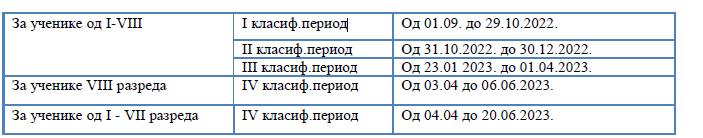 За ученике од I-VIII I класиф.период Од 01.09. до 29.10.2022.
II класиф.период Од 31.10.2022. до 30.12.2022.
III класиф.период Од 23.01 2023. до 01.04.2023.
За ученике VIII разреда IV класиф.период Од 03.04 до 06.06.2023.
За ученике од I - VII разреда IV класиф.период Од 04.04 до 20.06.2023.